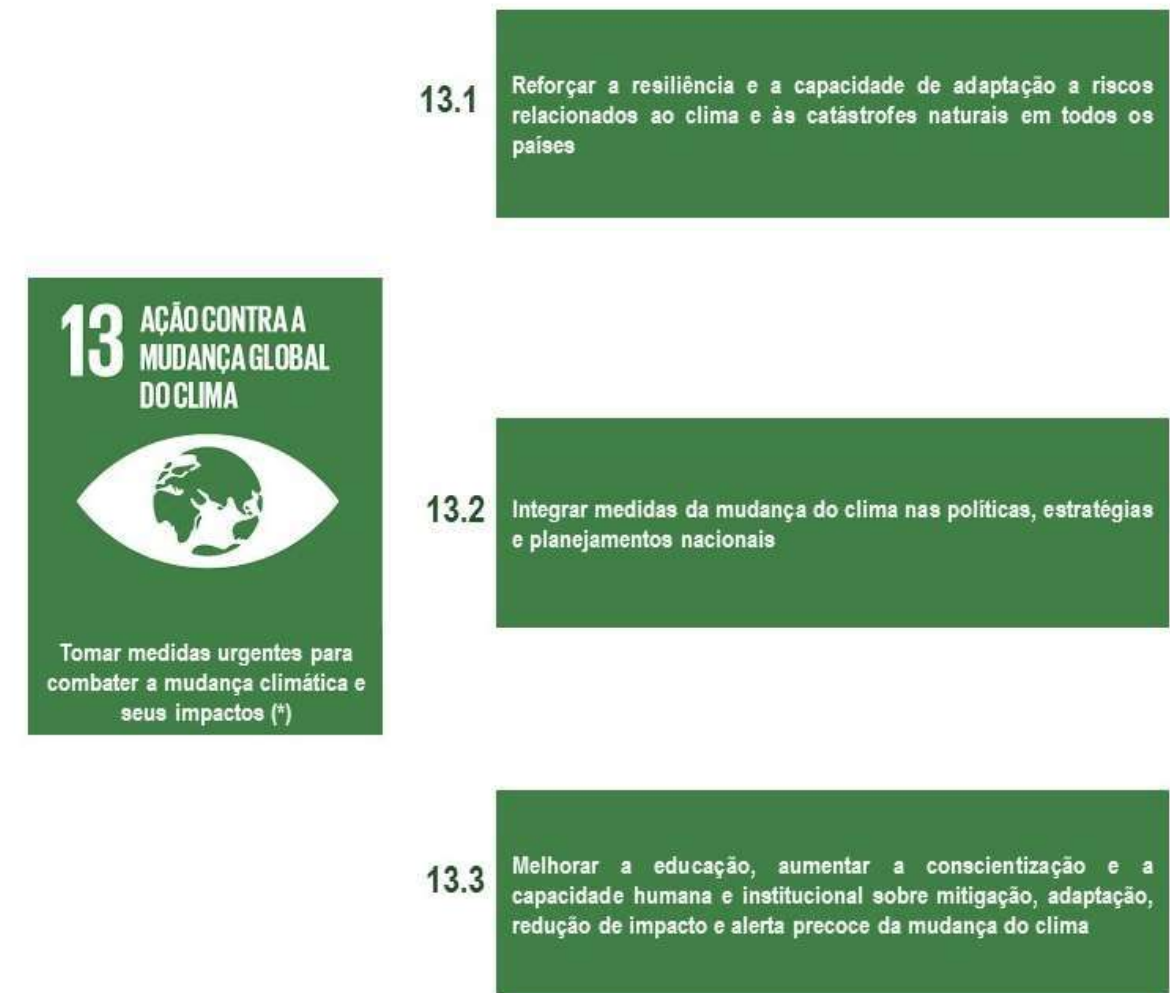 13.1
Reforçar a resiliência e a capacidade de adaptação a riscos
relacionados ao clima e às catástrofes naturais em todos os
países
13 AÇÃO CONTRA A
MUDANÇA GLOBAL
DO CLIMA
Tomar medidas urgentes para
combater a mudança climática e
seus impactos (*)
13.2
Integrar medidas da mudança do clima nas políticas, estratégias
e planejamentos nacionais
13.3
Melhorar a educação, aumentar a conscientização e a
capacidade humana e institucional sobre mitigação, adaptação,
redução de impacto e alerta precoce da mudança do clima